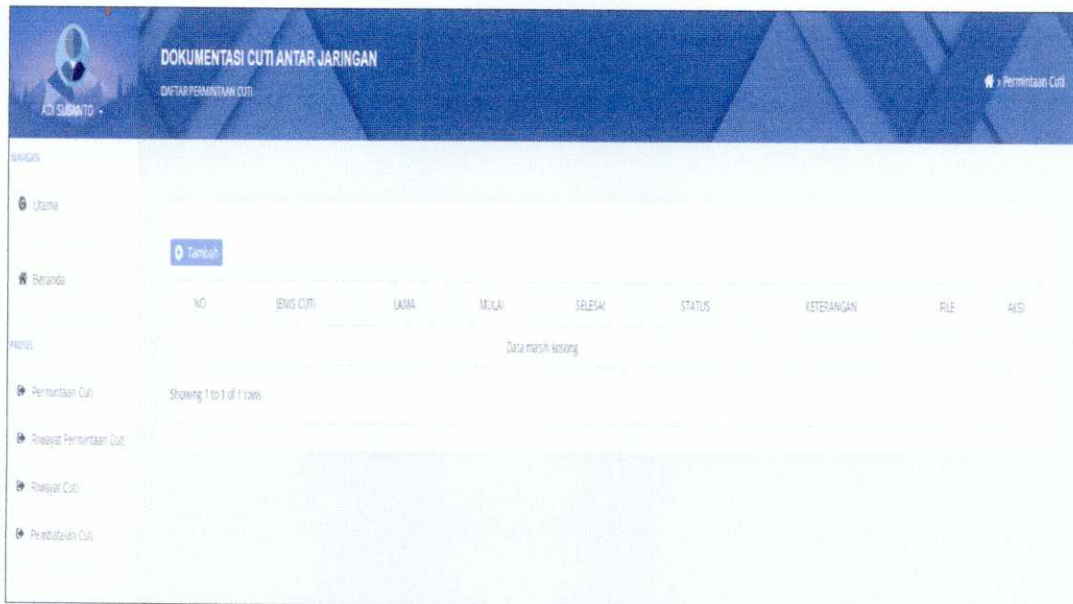 DOKUMENTASI CUTI ANTAR JARINGAN
DAFTAR PERMINTAAN CUTI
» Permintaan Cuti
ADI SUSANTO
NAVIGASI
Utama
Beranda
PROSES
Permintaan Cuti
Riwayat Permintaan Cuti
Riwayat Cuti
Pembatalan Cuti
Tambah
NO JENIS CUTI LAMA MULAI SELESAI STATUS KETERANGAN FILE AKSI
Data masih kosong
Showing 1 to 1 of 1 rows